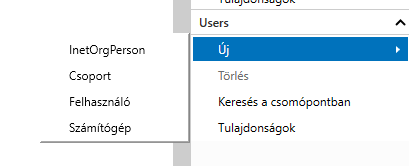 Tulajdonságok
Users
Új
Törlés
Keresés a csomópontban
Tulajdonságok
InetOrgPerson
Csoport
Felhasználó
Számítógép